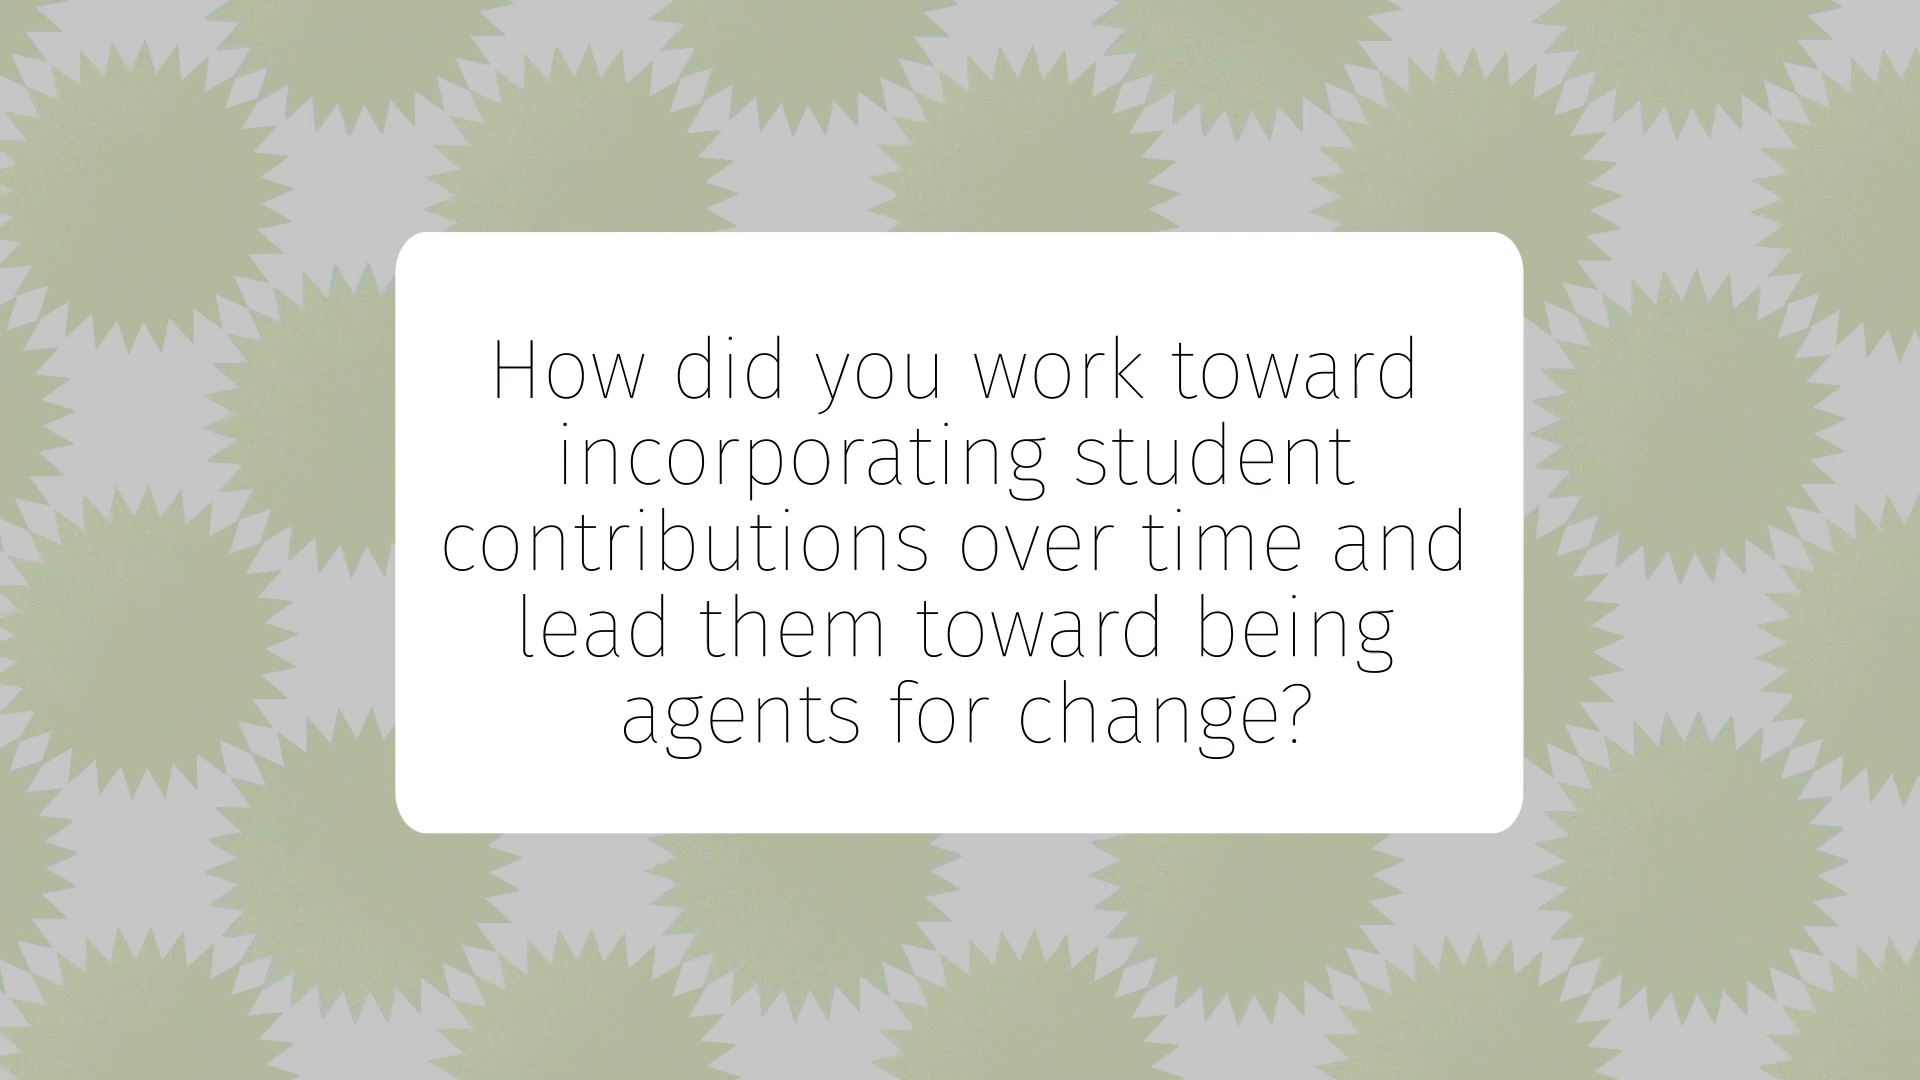 How did you work toward
incorporating student
contributions over time and
lead them toward being
agents for change?